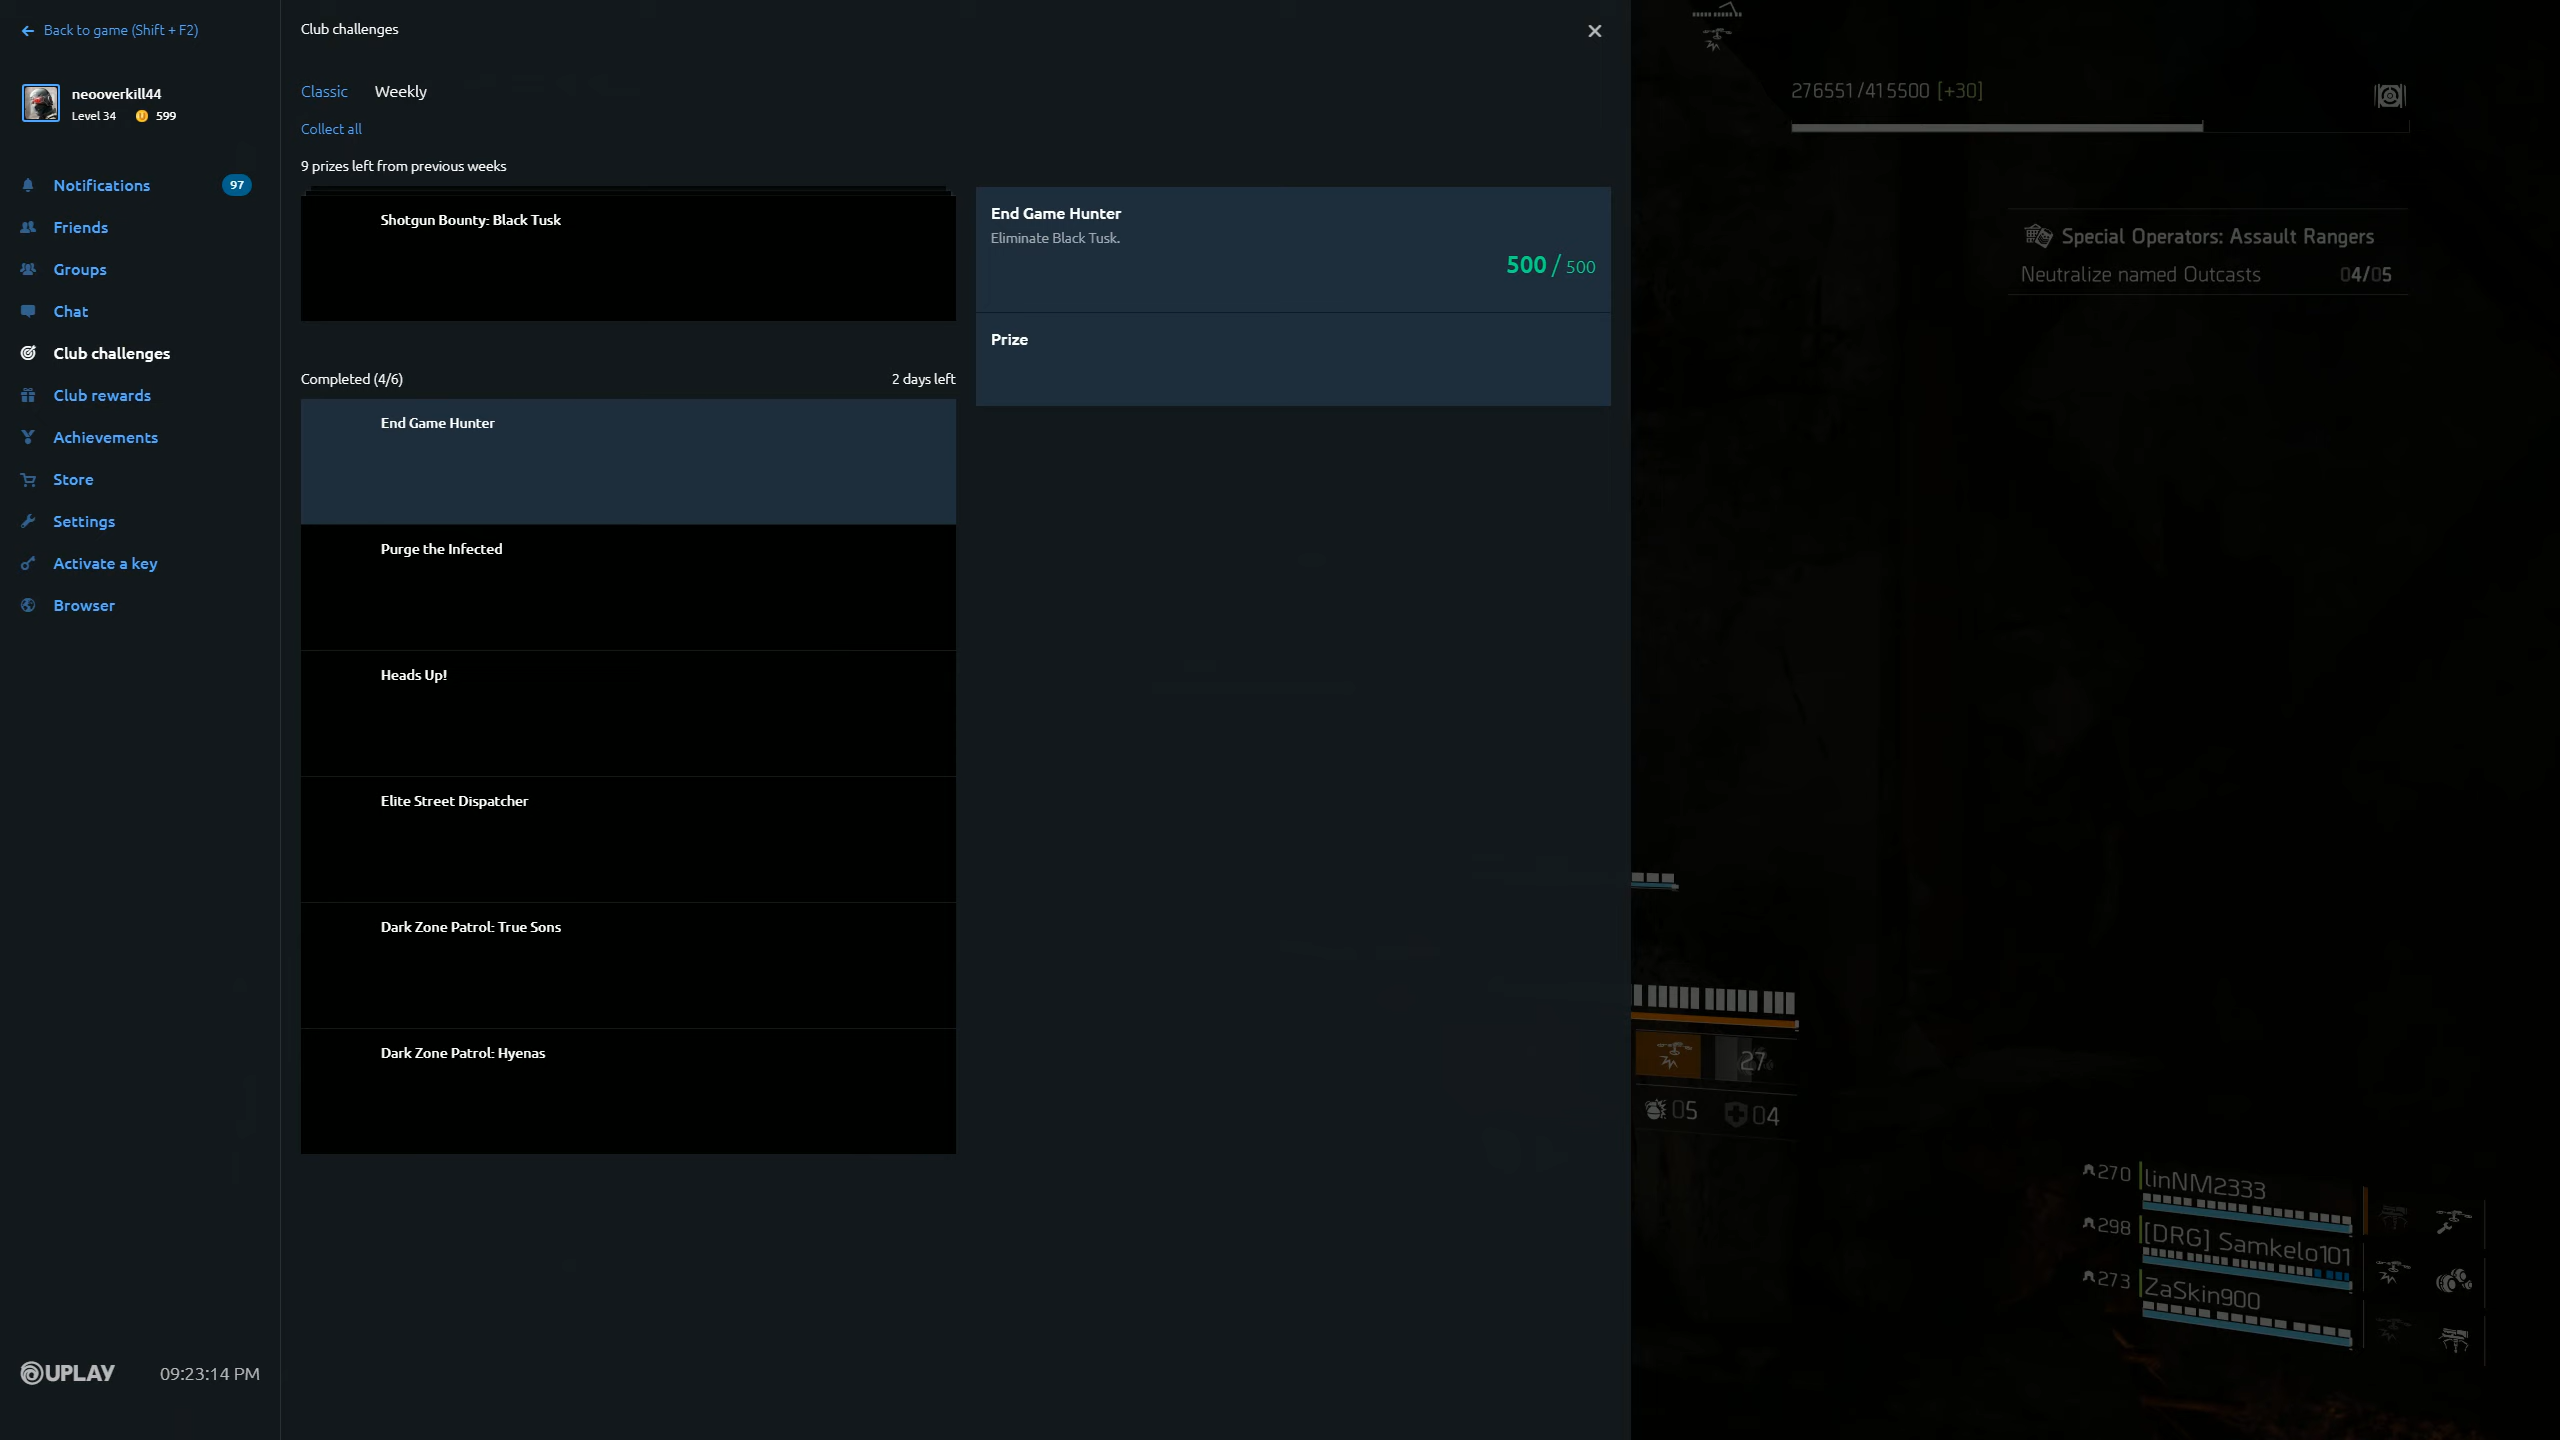 Back to game (Shift + F2)
neooverkill44
Level 34 599
Notifications 97
Friends
Groups
Chat
Club challenges
Club rewards
Achievements
Store
Settings
Activate a key
Browser
UPLAY 09:23:14 PM
Club challenges
Classic Weekly
Collect all
9 prizes left from previous weeks
Shotgun Bounty: Black Tusk
Completed (4/6) 2 days left
End Game Hunter
Purge the Infected
Heads Up!
Elite Street Dispatcher
Dark Zone Patrol: True Sons
Dark Zone Patrol: Hyenas
End Game Hunter
Eliminate Black Tusk.
500 / 500
Prize
276551/415500 [+30]
Special Operators: Assault Rangers
Neutralize named Outcasts 04/05
27
05 04
270 linNM2333
298 [DRG] Samkelo101
273 ZaSkin900